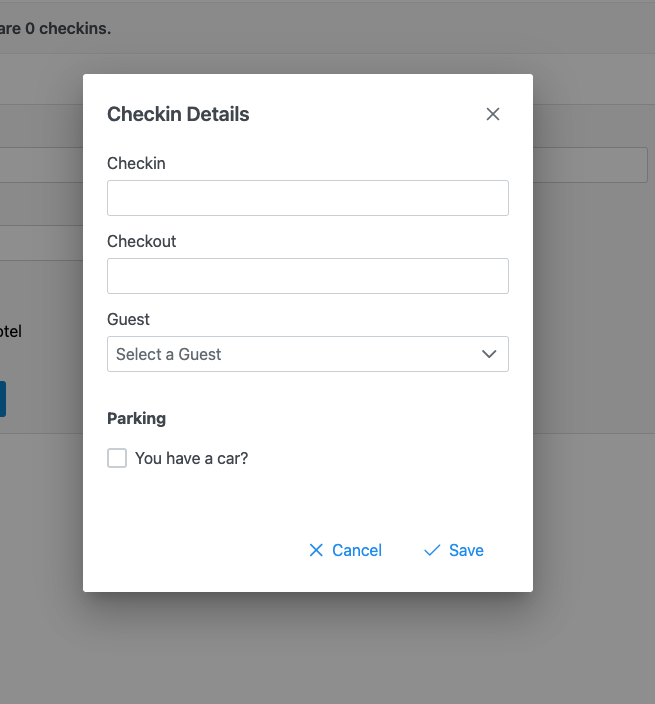 are 0 checkins.
Checkin Details
Checkin
Checkout
Guest
Select a Guest
otel
Parking
You have a car?
Cancel
Save